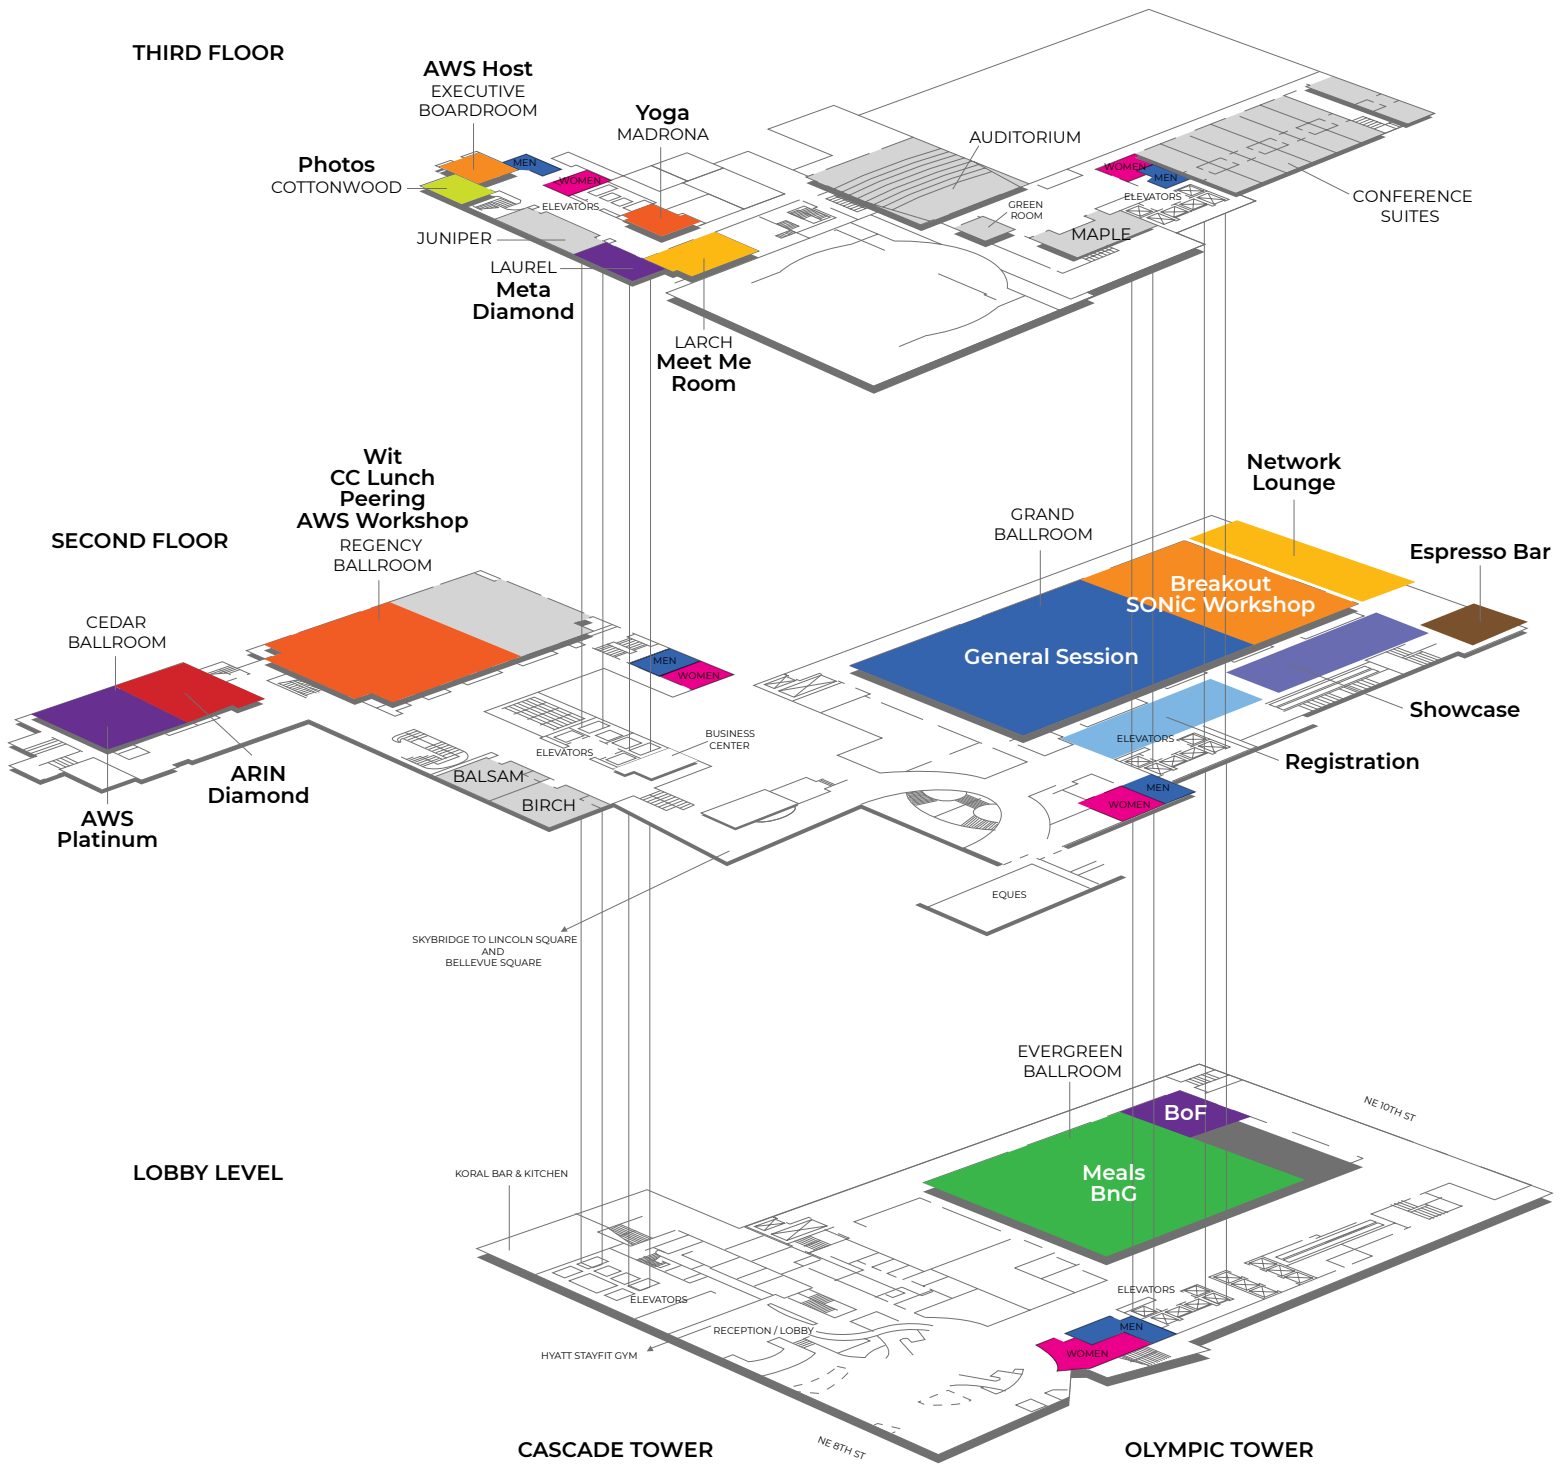 THIRD FLOOR
AWS Host
EXECUTIVE
BOARDROOM
Yoga
MADRONA
Photos
COTTONWOOD
MEN
WOMEN
ELEVATORS
JUNIPER
LAUREL
Meta
Diamond
LARCH
Meet Me
Room
AUDITORIUM
GREEN
ROOM
MAPLE
WOMEN
MEN
ELEVATORS
CONFERENCE
SUITES
SECOND FLOOR
Wit
CC Lunch
Peering
AWS Workshop
REGENCY
BALLROOM
CEDAR
BALLROOM
AWS
Platinum
ARIN
Diamond
MEN
WOMEN
ELEVATORS
BUSINESS
CENTER
BALSAM
BIRCH
SKYBRIDGE TO LINCOLN SQUARE
AND
BELLEVUE SQUARE
GRAND
BALLROOM
General Session
Breakout
SONiC Workshop
Network
Lounge
Espresso Bar
Showcase
Registration
ELEVATORS
MEN
WOMEN
EQUES
LOBBY LEVEL
EVERGREEN
BALLROOM
BoF
Meals
BnG
NE 10TH ST
KORAL BAR & KITCHEN
ELEVATORS
RECEPTION / LOBBY
HYATT STAYFIT GYM
ELEVATORS
MEN
WOMEN
NE 8TH ST
CASCADE TOWER
OLYMPIC TOWER